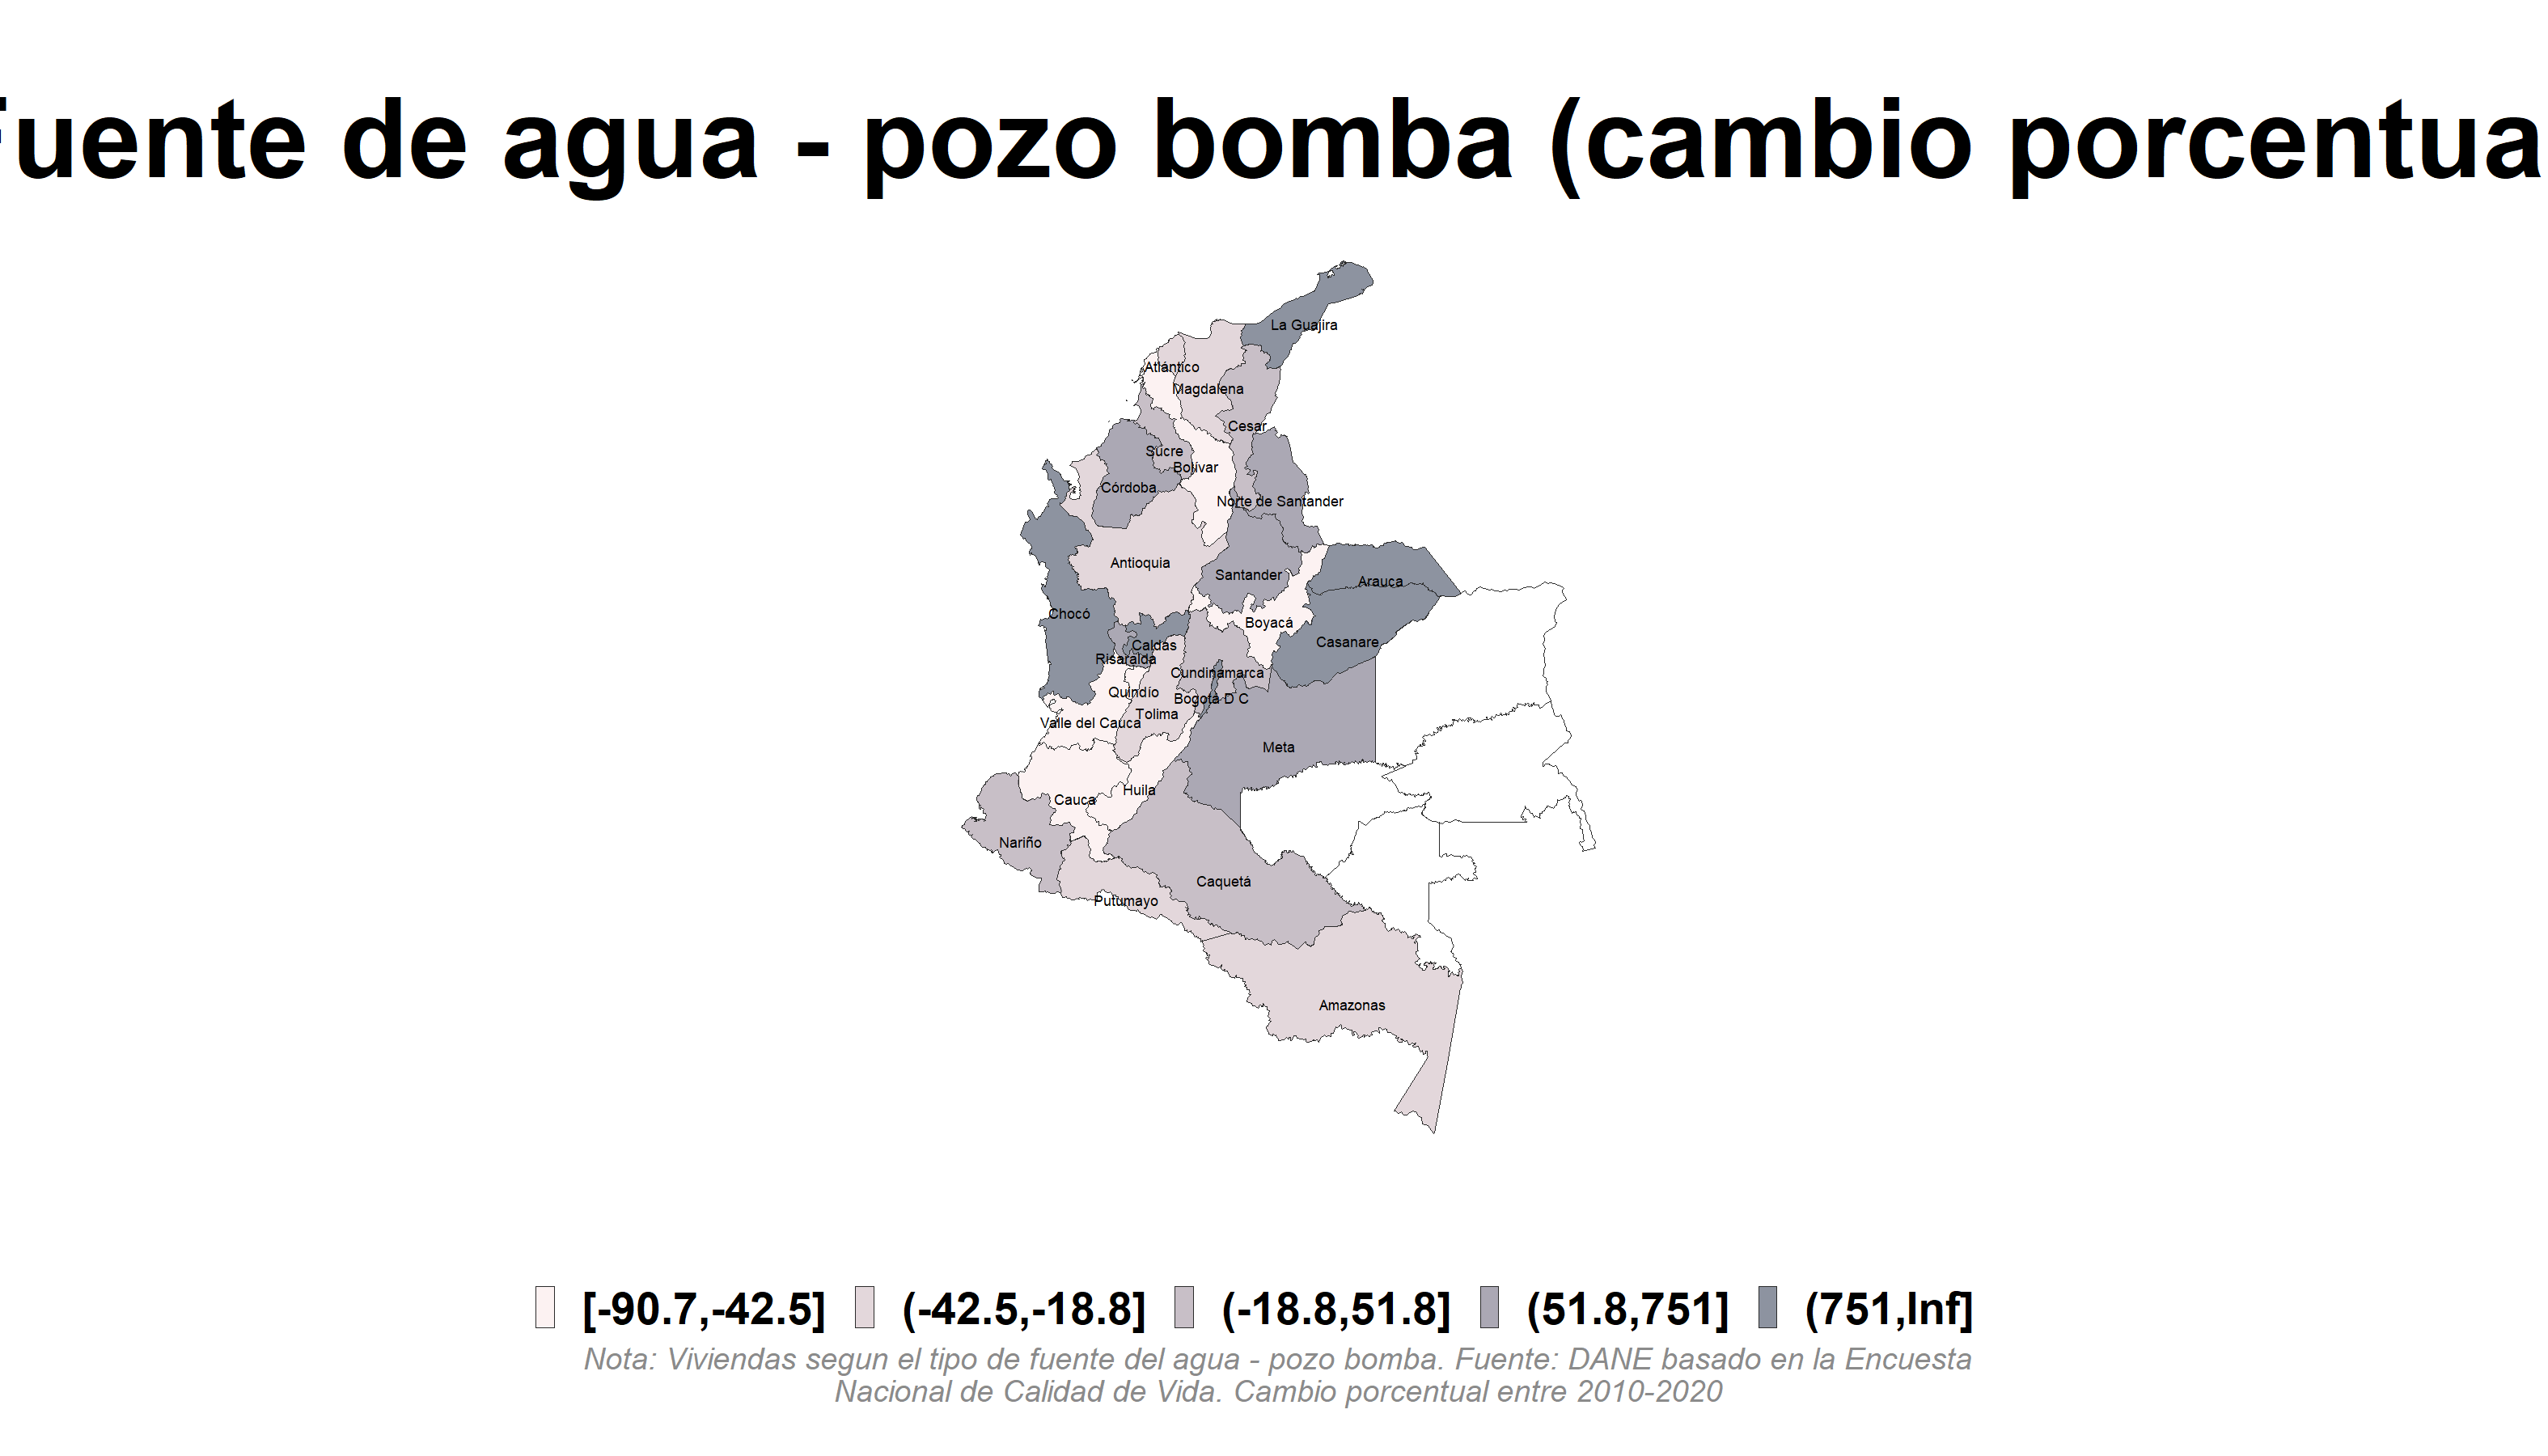 Fuente de agua - pozo bomba (cambio porcentua
La Guajira
Atlántico
Magdalena
Cesar
Sucre
Bolívar
Córdoba
Norte de Santander
Antioquia
Santander
Arauca
Chocó
Boyacá
Caldas
Casanare
Risaralda
Cundinamarca
Quindío
Bogotá D C
Tolima
Valle del Cauca
Meta
Huila
Cauca
Nariño
Caquetá
Putumayo
Amazonas
[-90.7,-42.5] (-42.5,-18.8] (-18.8,51.8] (51.8,751] (751,Inf]
Nota: Viviendas segun el tipo de fuente del agua - pozo bomba. Fuente: DANE basado en la Encuesta
Nacional de Calidad de Vida. Cambio porcentual entre 2010-2020